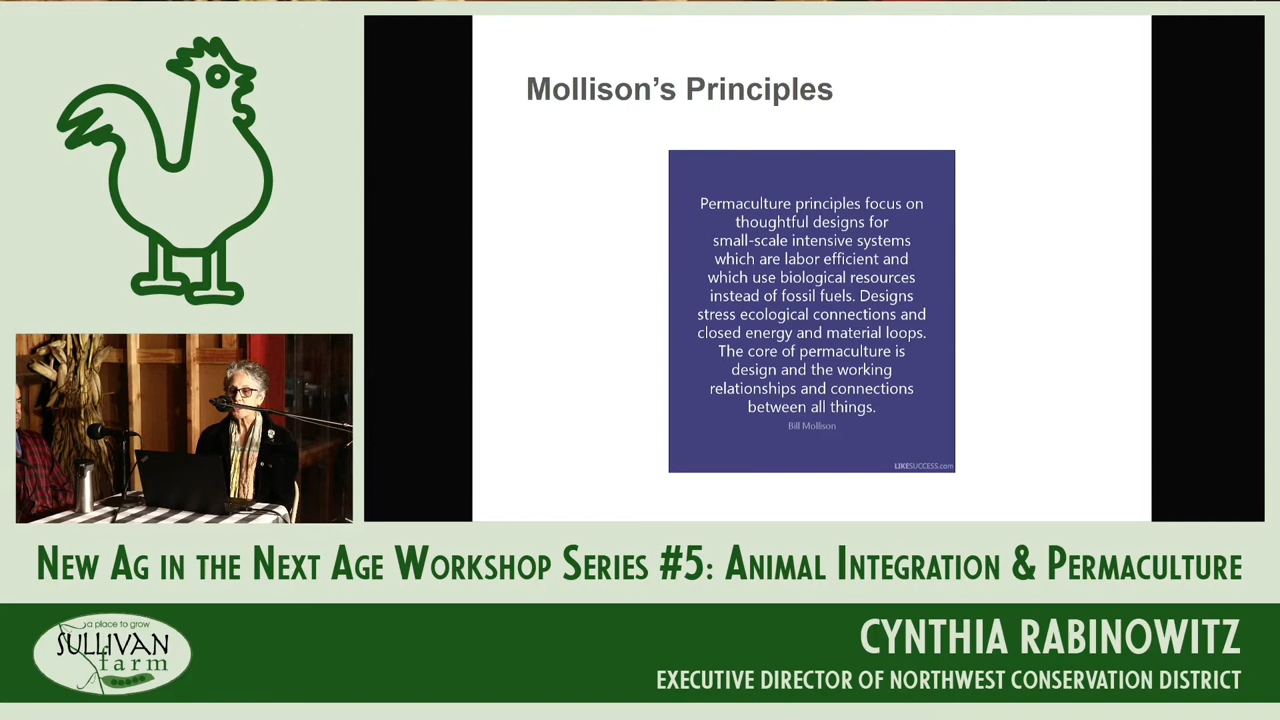 Mollison's Principles
Permaculture principles focus on
thoughtful designs for
small-scale intensive systems
which are labor efficient and
which use biological resources
instead of fossil fuels. Designs
stress ecological connections and
closed energy and material loops.
The core of permaculture is
design and the working
relationships and connections
between all things.
Bill Mollison
LIKESUCCESS.com
New Ag in the Next Age Workshop Series #5: Animal Integration & Permaculture
a place to grow
SULLIVAN
farm
CYNTHIA RABINOWITZ
EXECUTIVE DIRECTOR OF NORTHWEST CONSERVATION DISTRICT